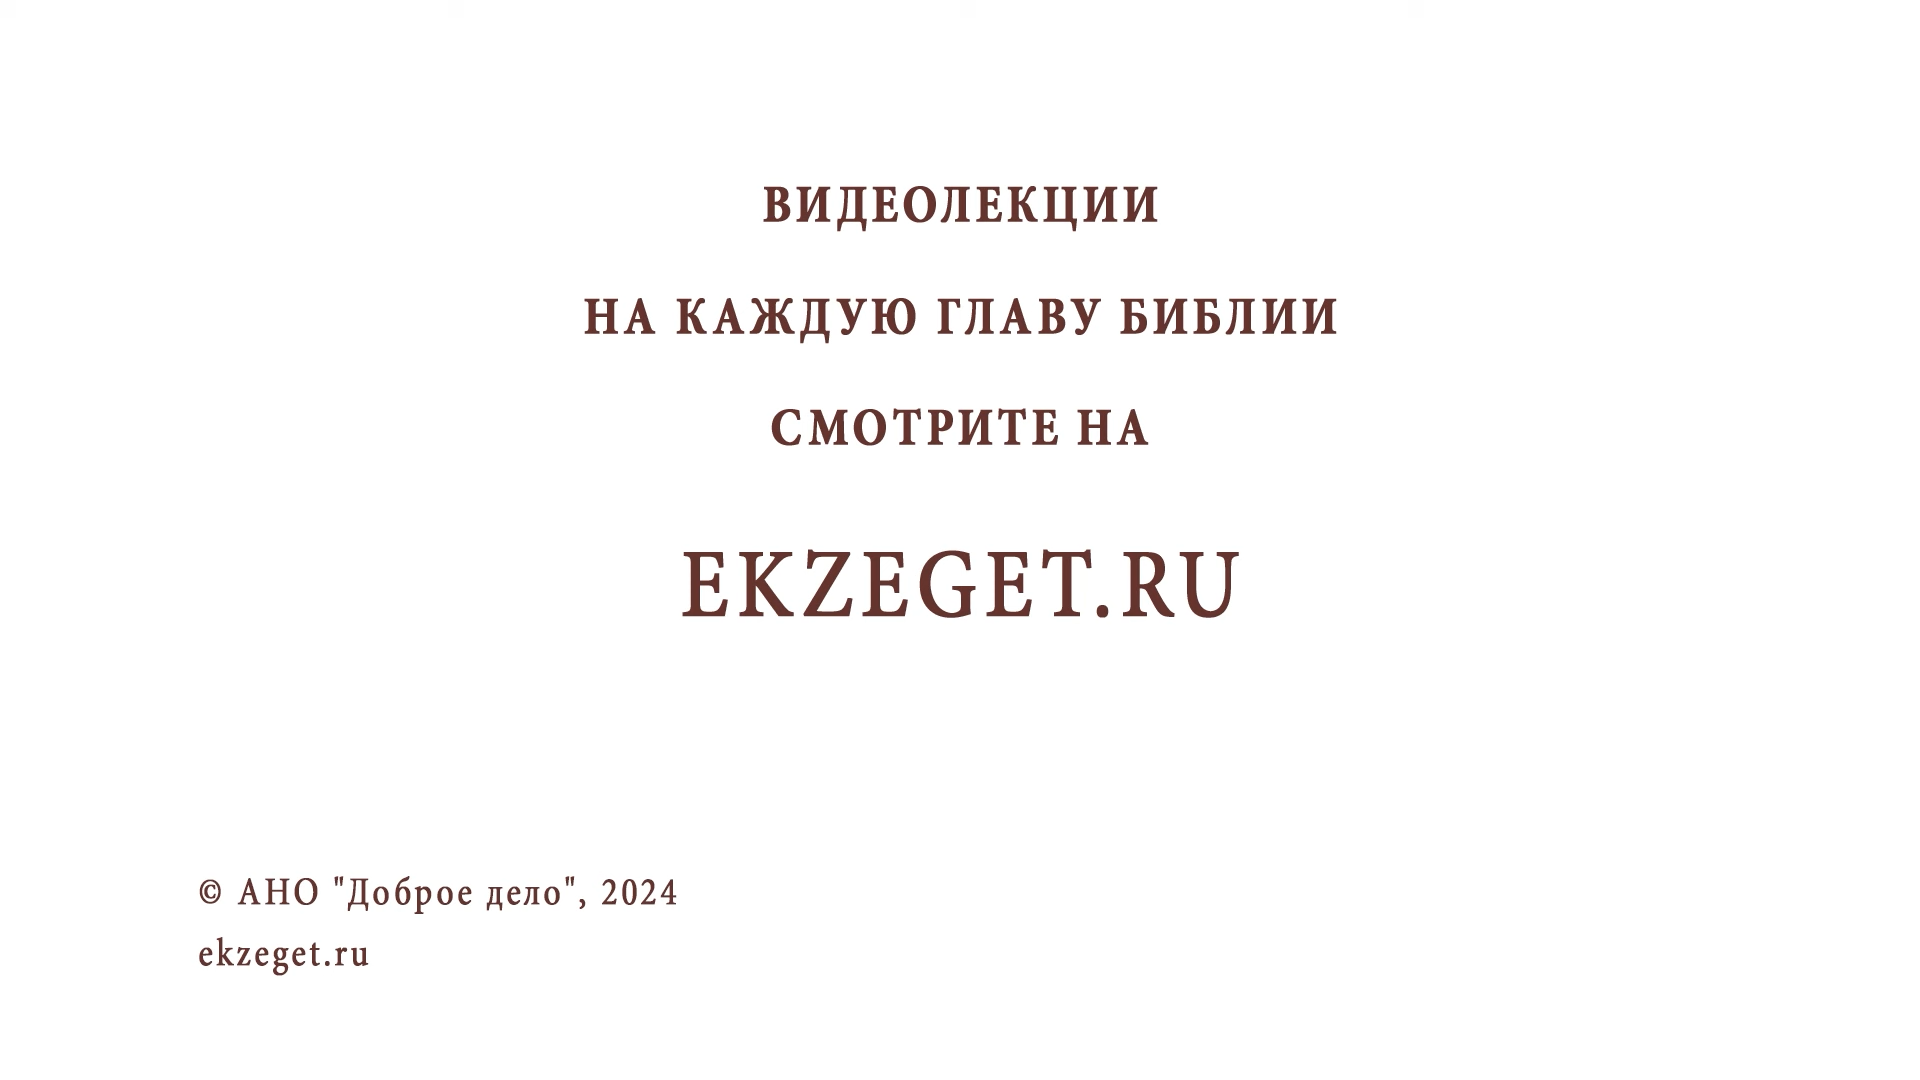 ВИДЕОЛЕКЦИИ
НА КАЖДУЮ ГЛАВУ БИБЛИИ
СМОТРИТЕ НА
EKZEGET.RU
© АНО "Доброе дело", 2024
ekzeget.ru